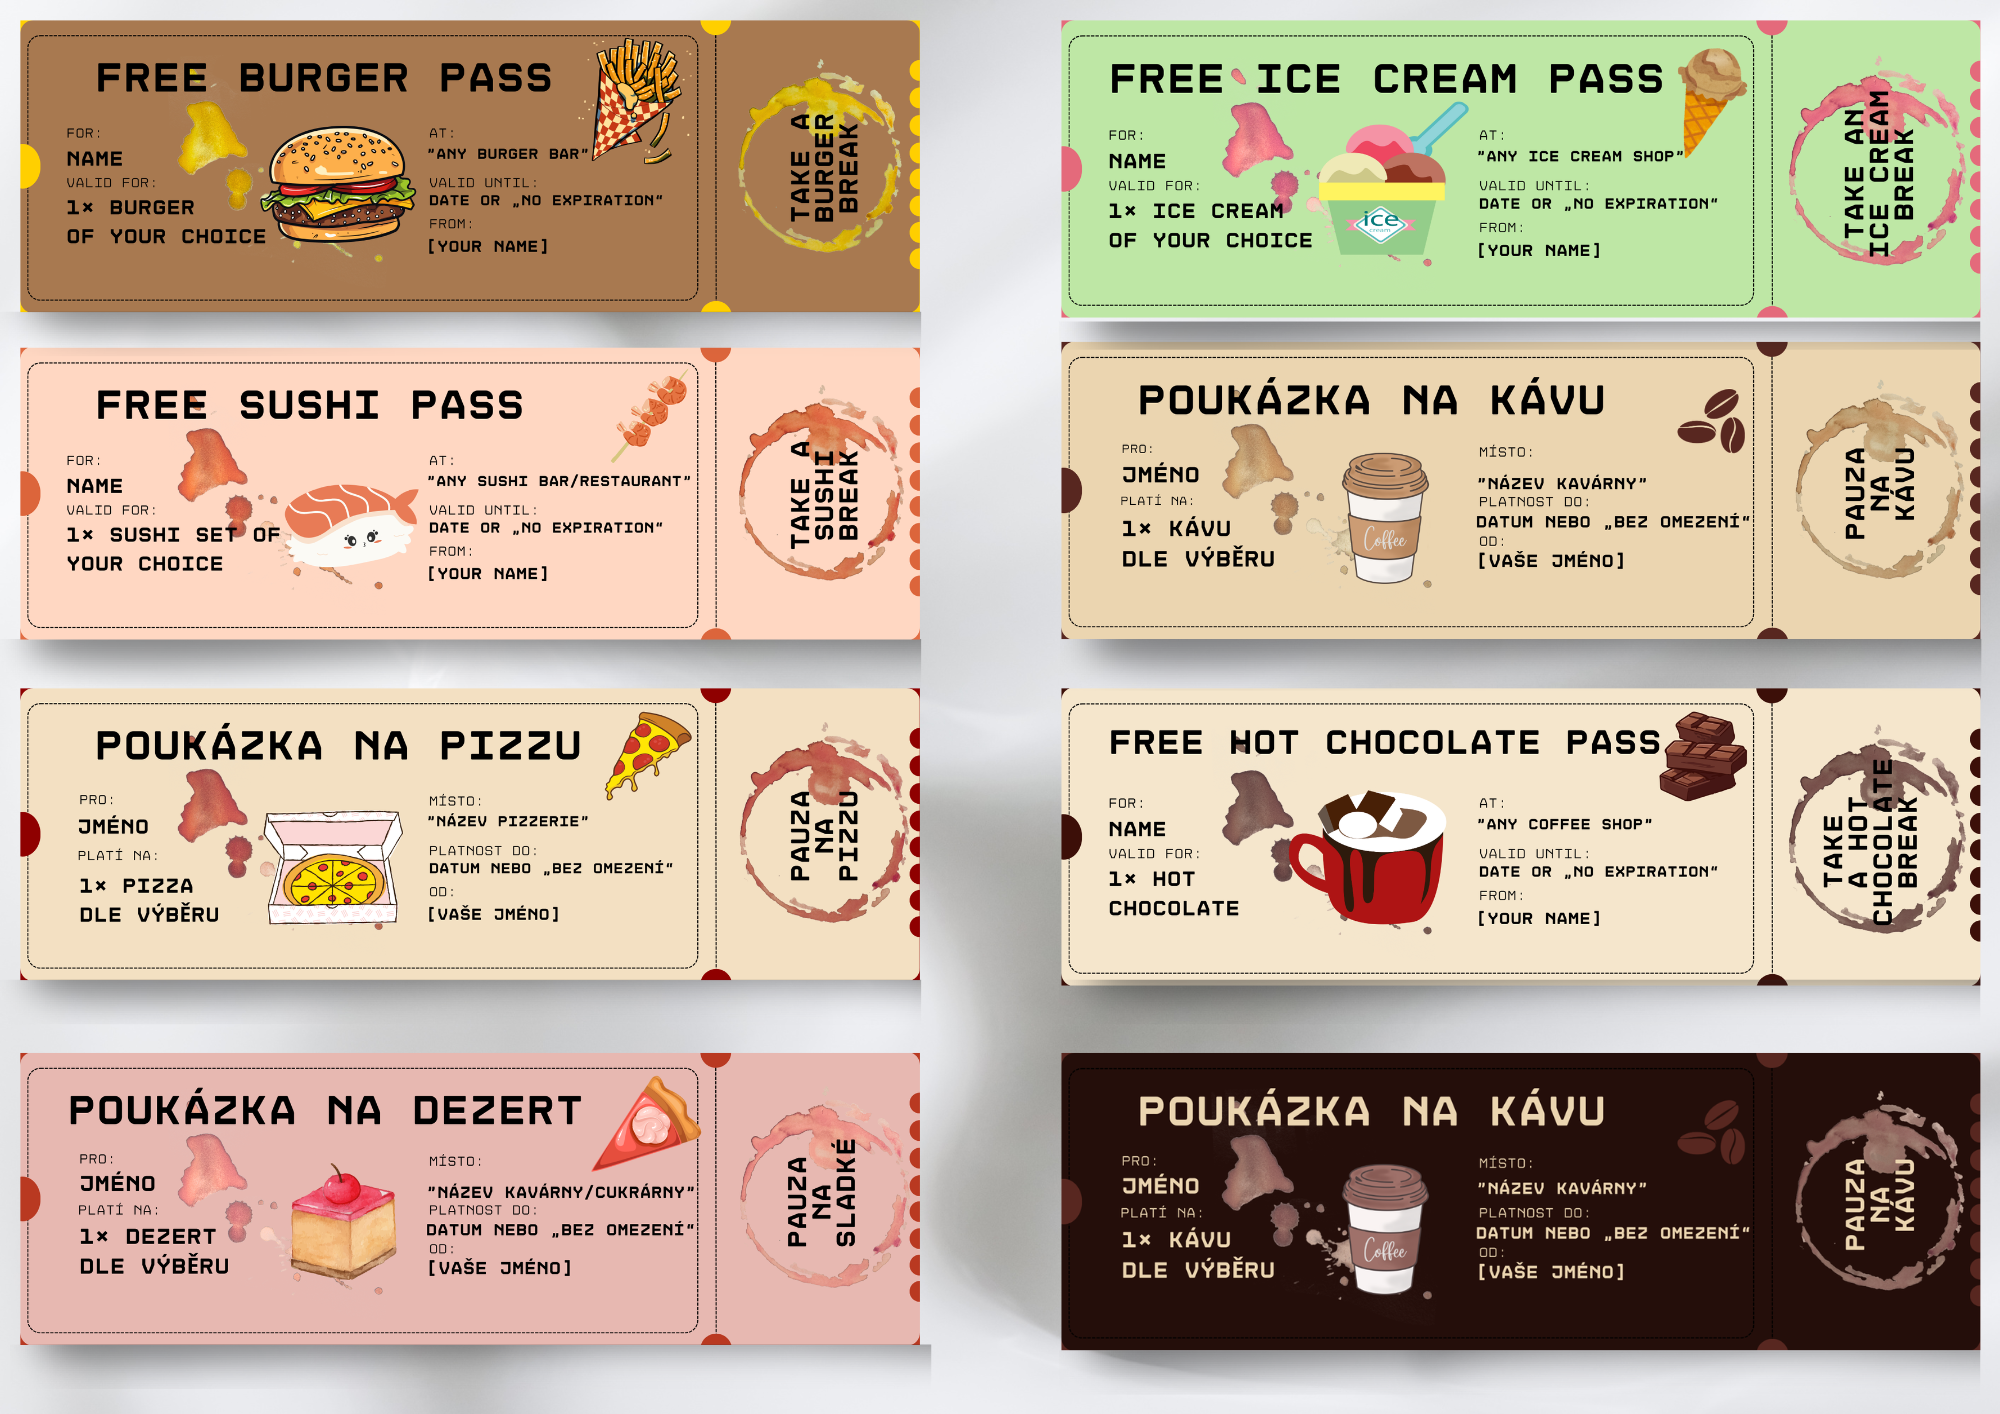 FREE BURGER PASS
FOR:
NAME
VALID FOR:
1× BURGER
OF YOUR CHOICE
AT:
"ANY BURGER BAR"
VALID UNTIL:
DATE OR „NO EXPIRATION“
FROM:
[YOUR NAME]
TAKE A
BURGER
BREAK
FREE ICE CREAM PASS
FOR:
NAME
VALID FOR:
1× ICE CREAM
OF YOUR CHOICE
ice
cream
AT:
"ANY ICE CREAM SHOP"
VALID UNTIL:
DATE OR „NO EXPIRATION“
FROM:
[YOUR NAME]
TAKE AN
ICE CREAM
BREAK
FREE SUSHI PASS
FOR:
NAME
VALID FOR:
1× SUSHI SET OF
YOUR CHOICE
AT:
"ANY SUSHI BAR/RESTAURANT"
VALID UNTIL:
DATE OR „NO EXPIRATION“
FROM:
[YOUR NAME]
TAKE A
SUSHI
BREAK
POUKÁZKA NA KÁVU
PRO:
JMÉNO
PLATÍ NA:
1× KÁVU
DLE VÝBĚRU
Coffee
MÍSTO:
"NÁZEV KAVÁRNY"
PLATNOST DO:
DATUM NEBO „BEZ OMEZENÍ“
OD:
[VAŠE JMÉNO]
PAUZA
NA
KÁVU
POUKÁZKA NA PIZZU
PRO:
JMÉNO
PLATÍ NA:
1× PIZZA
DLE VÝBĚRU
MÍSTO:
"NÁZEV PIZZERIE"
PLATNOST DO:
DATUM NEBO „BEZ OMEZENÍ“
OD:
[VAŠE JMÉNO]
PAUZA
NA
PIZZU
FREE HOT CHOCOLATE PASS
FOR:
NAME
VALID FOR:
1× HOT
CHOCOLATE
AT:
"ANY COFFEE SHOP"
VALID UNTIL:
DATE OR „NO EXPIRATION“
FROM:
[YOUR NAME]
TAKE
A HOT
CHOCOLATE
BREAK
POUKÁZKA NA DEZERT
PRO:
JMÉNO
PLATÍ NA:
1× DEZERT
DLE VÝBĚRU
MÍSTO:
"NÁZEV KAVÁRNY/CUKRÁRNY"
PLATNOST DO:
DATUM NEBO „BEZ OMEZENÍ“
OD:
[VAŠE JMÉNO]
PAUZA
NA
SLADKÉ
POUKÁZKA NA KÁVU
PRO:
JMÉNO
PLATÍ NA:
1× KÁVU
DLE VÝBĚRU
Coffee
MÍSTO:
"NÁZEV KAVÁRNY"
PLATNOST DO:
DATUM NEBO „BEZ OMEZENÍ“
OD:
[VAŠE JMÉNO]
PAUZA
NA
KÁVU